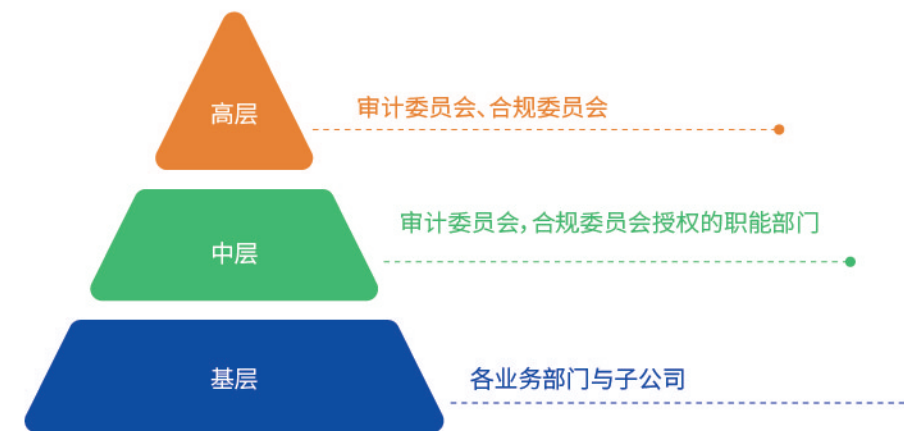 高层
审计委员会、合规委员会
中层
审计委员会,合规委员会授权的职能部门
基层
各业务部门与子公司